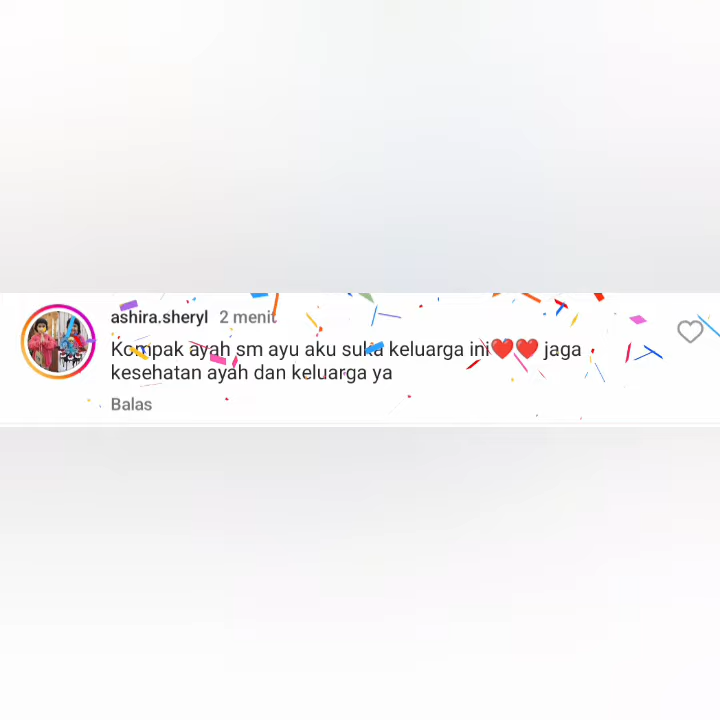 ashira.sheryl 2 menit
Kompak ayah sm ayu aku suka keluarga ini❤️❤️ jaga
kesehatan ayah dan keluarga ya
Balas